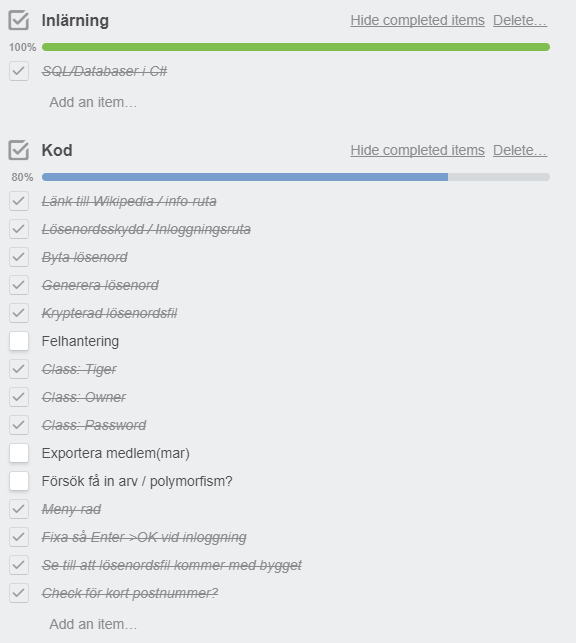 Inlärning Hide completed items Delete…
100%
SQL/Databaser i C#
Add an item…
Kod Hide completed items Delete…
80%
Länk till Wikipedia / info ruta
Lösenordsskydd / Inloggningsruta
Byta lösenord
Generera lösenord
Krypterad lösenordsfil
Felhantering
Class: Tiger
Class: Owner
Class: Password
Exportera medlem(mar)
Försök få in arv / polymorfism?
Meny rad
Fixa så Enter >OK vid inloggning
Se till att lösenordsfil kommer med bygget
Check för kort postnummer?
Add an item…